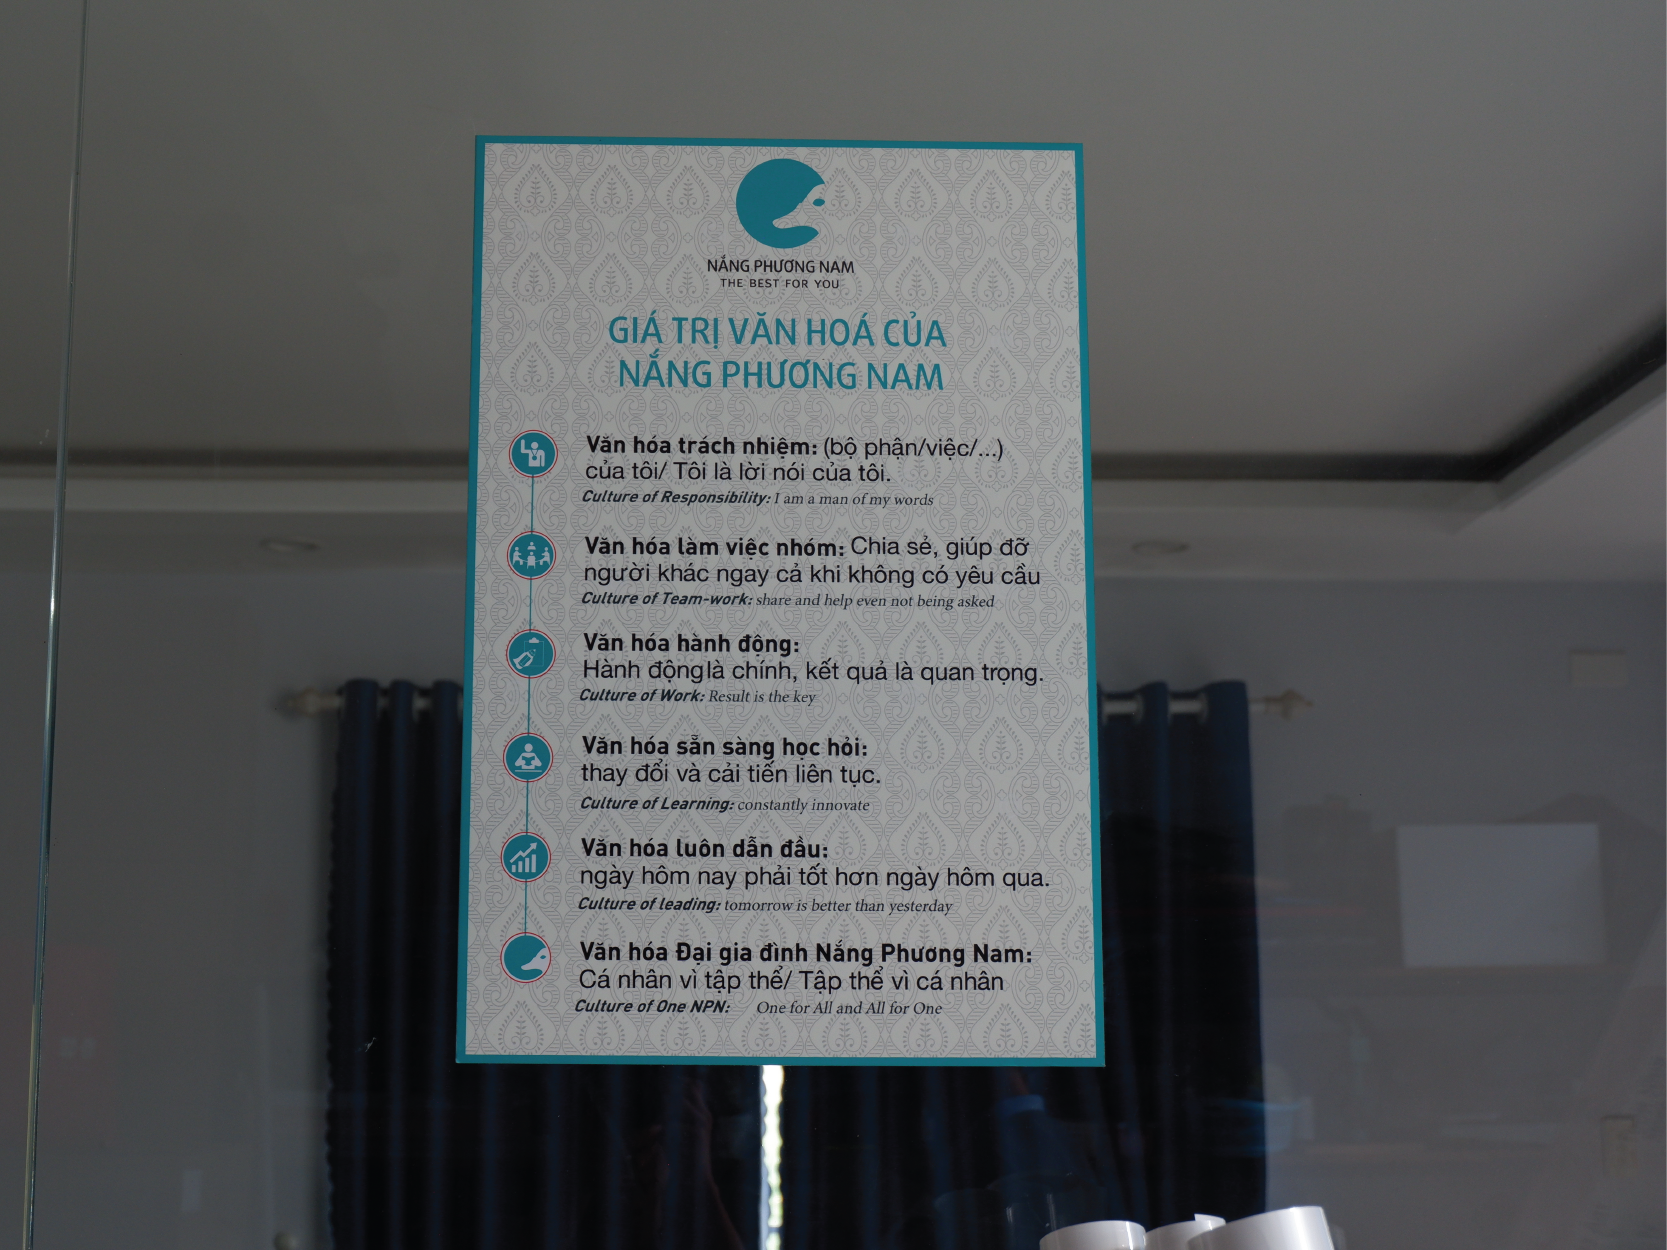 NẮNG PHƯƠNG NAM
THE BEST FOR YOU
GIÁ TRỊ VĂN HOÁ CỦA
NẮNG PHƯƠNG NAM
Văn hóa trách nhiệm: (bộ phận/việc/...)
của tôi/ Tôi là lời nói của tôi.
Culture of Responsibility: I am a man of my words
Văn hóa làm việc nhóm: Chia sẻ, giúp đỡ
người khác ngay cả khi không có yêu cầu
Culture of Team-work: share and help even not being asked
Văn hóa hành động:
Hành động là chính, kết quả là quan trọng.
Culture of Work: Result is the key
Văn hóa sẵn sàng học hỏi:
thay đổi và cải tiến liên tục.
Culture of Learning: constantly innovate
Văn hóa luôn dẫn đầu:
ngày hôm nay phải tốt hơn ngày hôm qua.
Culture of leading: tomorrow is better than yesterday
Văn hóa Đại gia đình Nắng Phương Nam:
Cá nhân vì tập thể/ Tập thể vì cá nhân
Culture of One NPN: One for All and All for One